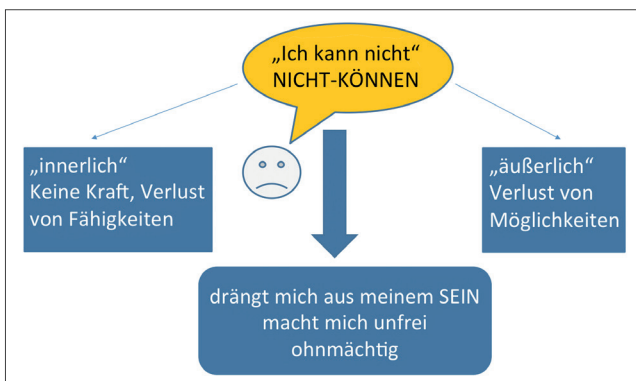 „Ich kann nicht“
NICHT-KÖNNEN
„innerlich“
Keine Kraft, Verlust
von Fähigkeiten
„äußerlich“
Verlust von
Möglichkeiten
drängt mich aus meinem SEIN
macht mich unfrei
ohnmächtig